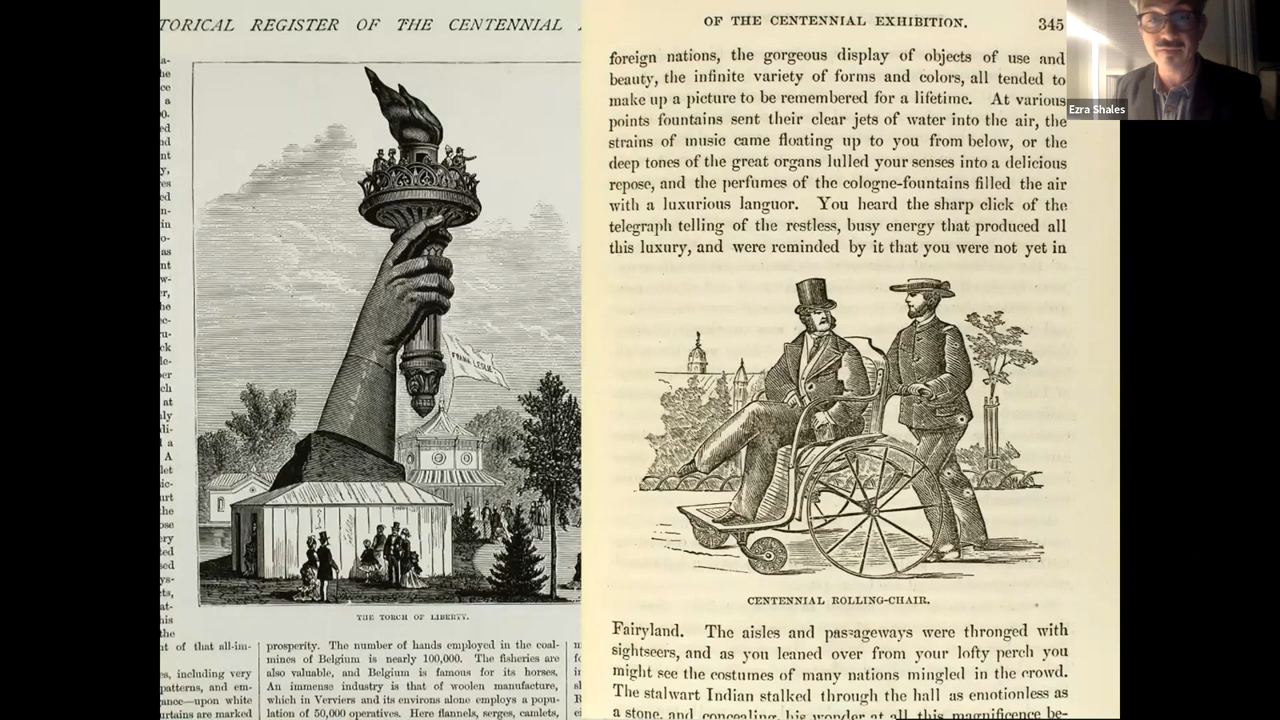 TORICAL REGISTER OF THE CENTENNIAL
FRANK LESLIE
THE TORCH OF LIBERTY.
of that all-im-
including very
patterns, and em-
ance—upon white
urtains are marked
prosperity. The number of hands employed in the coal-
mines of Belgium is nearly 100,000. The fisheries are
also valuable, and Belgium is famous for its horses.
An immense industry is that of woolen manufacture,
which in Verviers and its environs alone employs a popu-
lation of 50,000 operatives. Here flannels, serges, camlets,
OF THE CENTENNIAL EXHIBITION. 345
foreign nations, the gorgeous display of objects of use and
beauty, the infinite variety of forms and colors, all tended to
make up a picture to be remembered for a lifetime. At various
points fountains sent their clear jets of water into the air, the
strains of music came floating up to you from below, or the
deep tones of the great organs lulled your senses into a delicious
repose, and the perfumes of the cologne-fountains filled the air
with a luxurious languor. You heard the sharp click of the
telegraph telling of the restless, busy energy that produced all
this luxury, and were reminded by it that you were not yet in
CENTENNIAL ROLLING-CHAIR.
Fairyland. The aisles and passageways were thronged with
sightseers, and as you leaned over from your lofty perch you
might see the costumes of many nations mingled in the crowd.
The stalwart Indian stalked through the hall as emotionless as
a stone, and concealing his wonder at all this magnificence be-
Ezra Shales